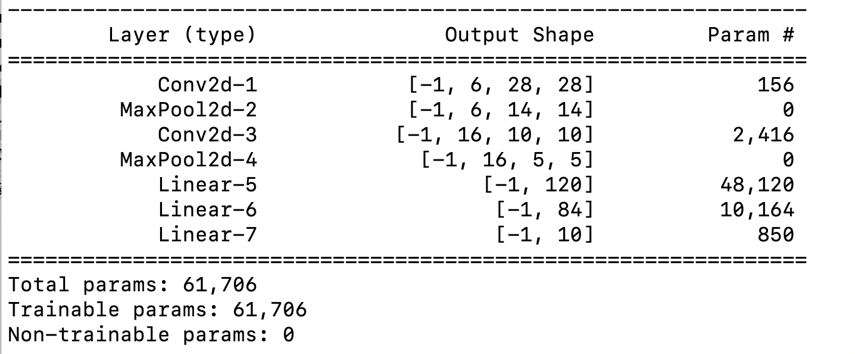 ----------------------------------------------------------------
Layer (type) Output Shape Param #
================================================================
Conv2d-1 [-1, 6, 28, 28] 156
MaxPool2d-2 [-1, 6, 14, 14] 0
Conv2d-3 [-1, 16, 10, 10] 2,416
MaxPool2d-4 [-1, 16, 5, 5] 0
Linear-5 [-1, 120] 48,120
Linear-6 [-1, 84] 10,164
Linear-7 [-1, 10] 850
================================================================
Total params: 61,706
Trainable params: 61,706
Non-trainable params: 0